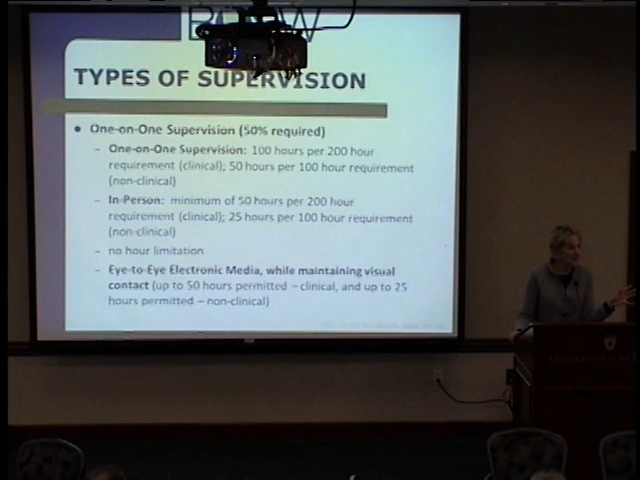 TYPES OF SUPERVISION
• One-on-One Supervision (50% required)
– One-on-One Supervision: 100 hours per 200 hour
requirement (clinical); 50 hours per 100 hour requirement
(non-clinical)
– In-Person: minimum of 50 hours per 200 hour
requirement (clinical); 25 hours per 100 hour requirement
(non-clinical)
– no hour limitation
– Eye-to-Eye Electronic Media, while maintaining visual
contact (up to 50 hours permitted – clinical, and up to 25
hours permitted – non-clinical)
UNIVERSITY OF